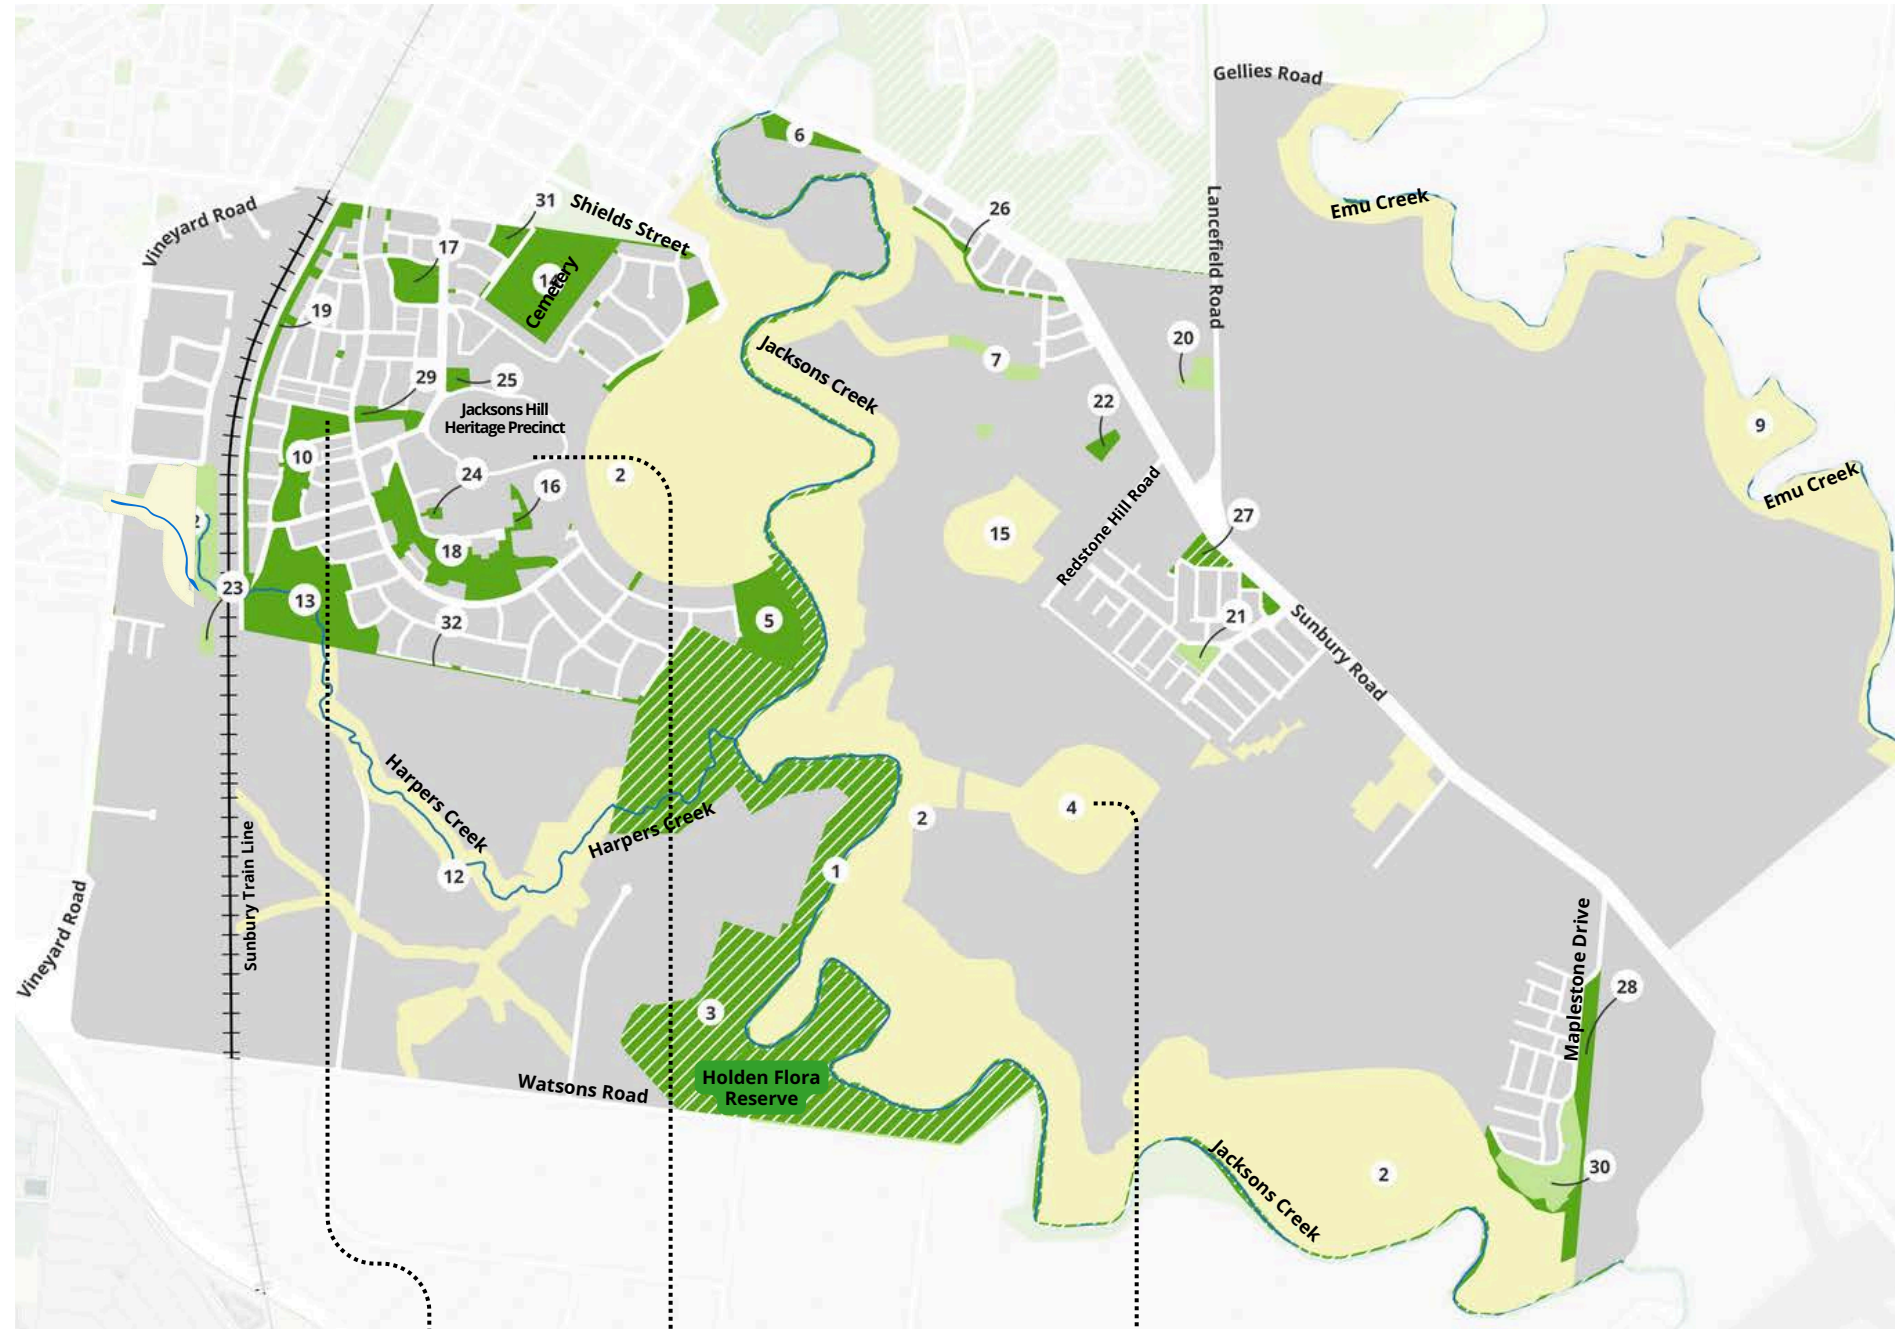 Gellies Road
6
Vineyard Road
31
Shields Street
26
Lancefield Road
Emu Creek
17
Cemetery
19
Jacksons Creek
20
7
29
25
Jacksons Hill
Heritage Precinct
22
9
10
24
16
2
Redstone Hill Road
Emu Creek
27
15
2
18
23
13
32
5
21
Sunbury Road
Harpers Creek
4
2
Harpers Creek
Sunbury Train Line
12
1
Vineyard Road
Maplestone Drive
28
3
Holden Flora
Reserve
Watsons Road
Jacksons Creek
2
30